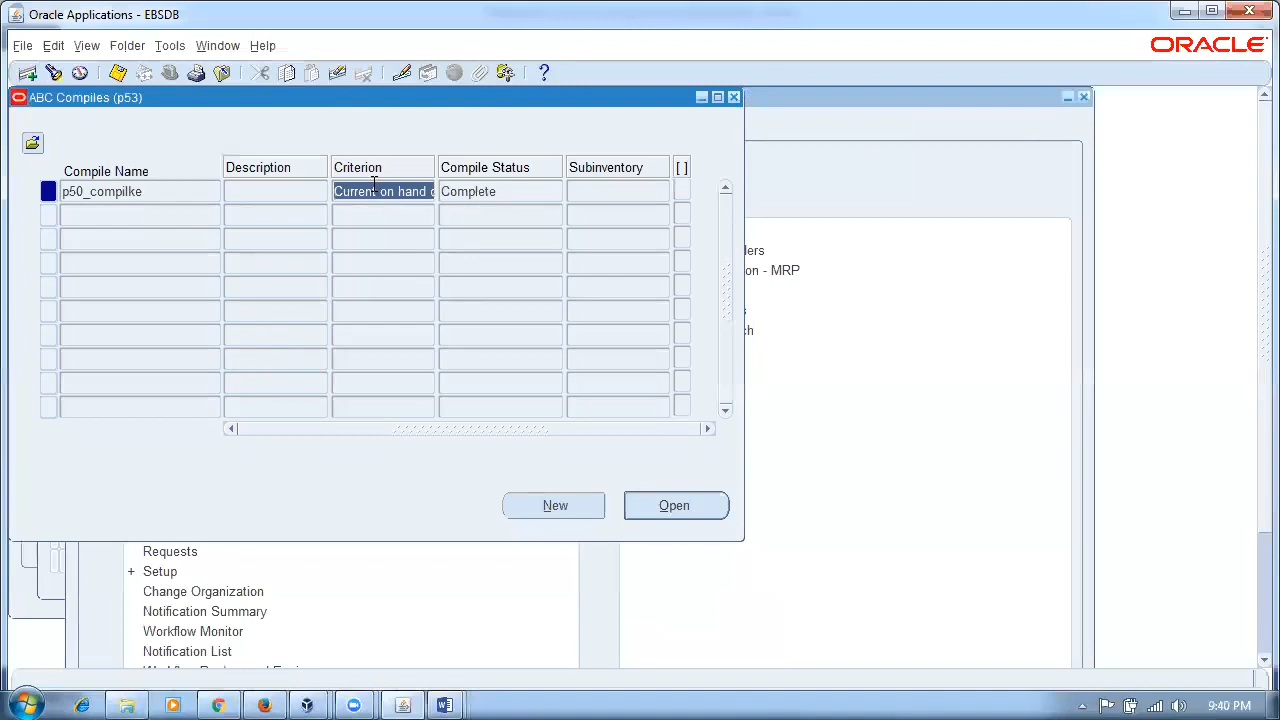 Oracle Applications - EBSDB
File Edit View Folder Tools Window Help
ORACLE
ABC Compiles (p53)
Compile Name Description Criterion Compile Status Subinventory [ ]
p50_compilke Current on hand Complete
ders
on - MRP
s
ch
New Open
Requests
+ Setup
Change Organization
Notification Summary
Workflow Monitor
Notification List
9:40 PM